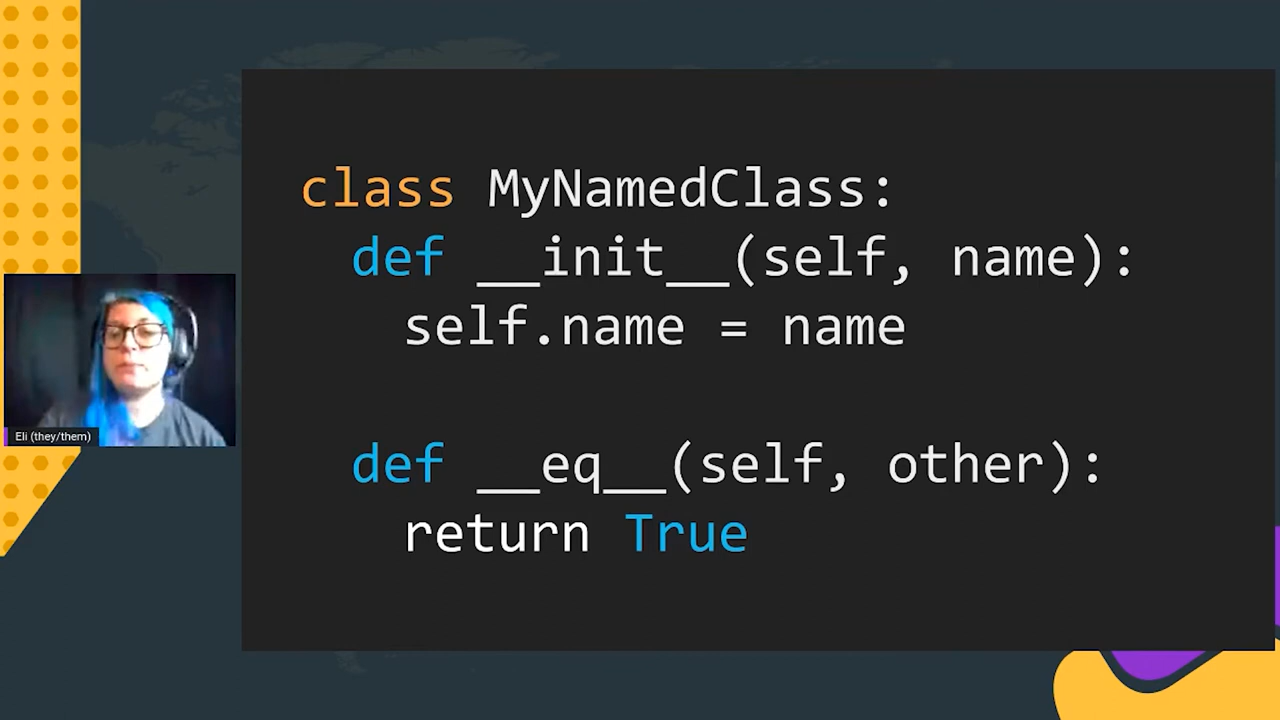 class MyNamedClass:
def __init__(self, name):
self.name = name
def __eq__(self, other):
return True
Eli (they/them)